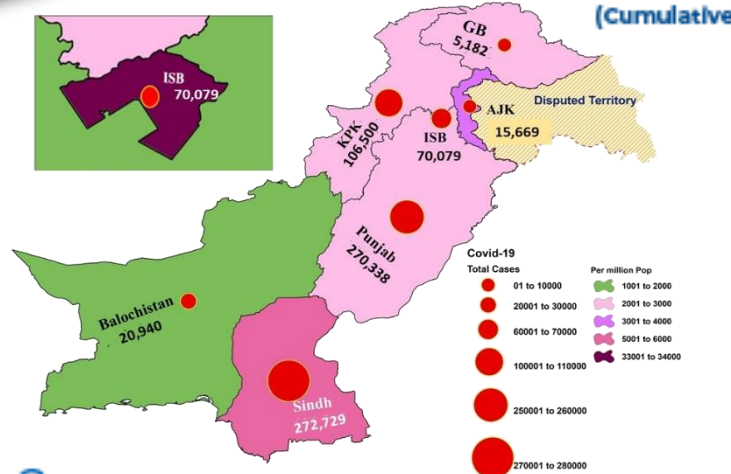 (Cumulative
ISB
70,079
GB
5,182
Disputed Territory
AJK
15,669
KPK
106,500
ISB
70,079
Punjab
270,338
Balochistan
20,940
Sindh
272,729
Covid-19
Total Cases
01 to 10000
20001 to 30000
60001 to 70000
100001 to 110000
250001 to 260000
270001 to 280000
Per million Pop
1001 to 2000
2001 to 3000
3001 to 4000
5001 to 6000
33001 to 34000